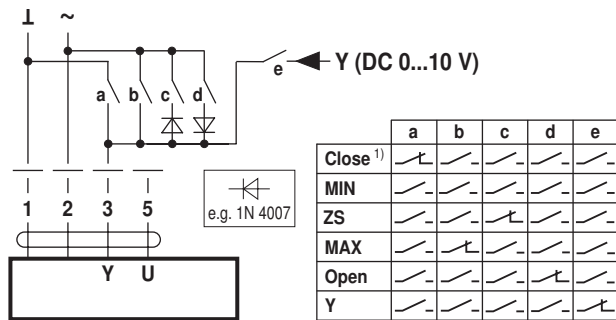 ⊥ ~
e Y (DC 0...10 V)
a b c d
1 2 3 5
e.g. 1N 4007
Y U
a b c d e
Close 1)
MIN
ZS
MAX
Open
Y